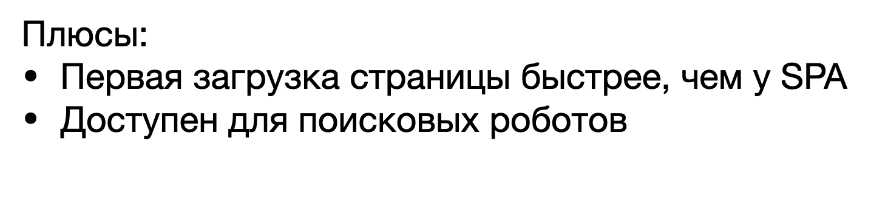 Плюсы:
• Первая загрузка страницы быстрее, чем у SPA
• Доступен для поисковых роботов